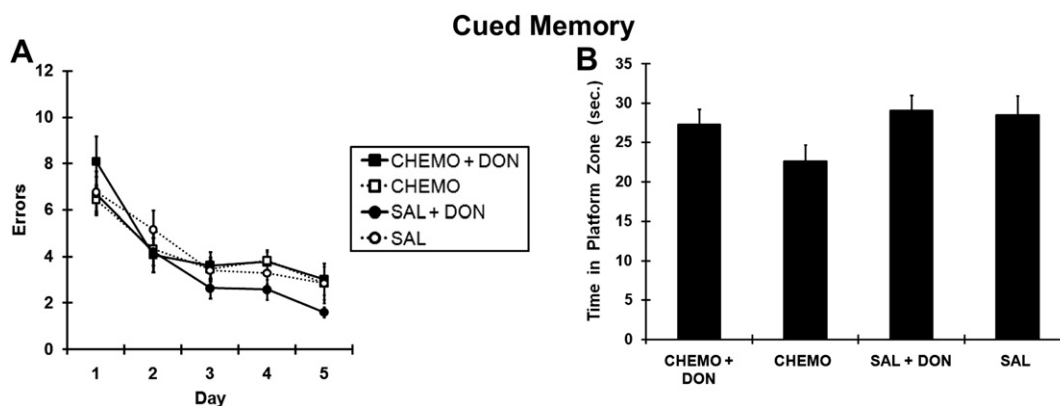 Cued Memory
A
12
10
8
6
4
2
0
Errors
1 2 3 4 5
Day
CHEMO + DON
CHEMO
SAL + DON
SAL
B
35
30
25
20
15
10
5
0
Time in Platform Zone (sec.)
CHEMO + DON
CHEMO
SAL + DON
SAL